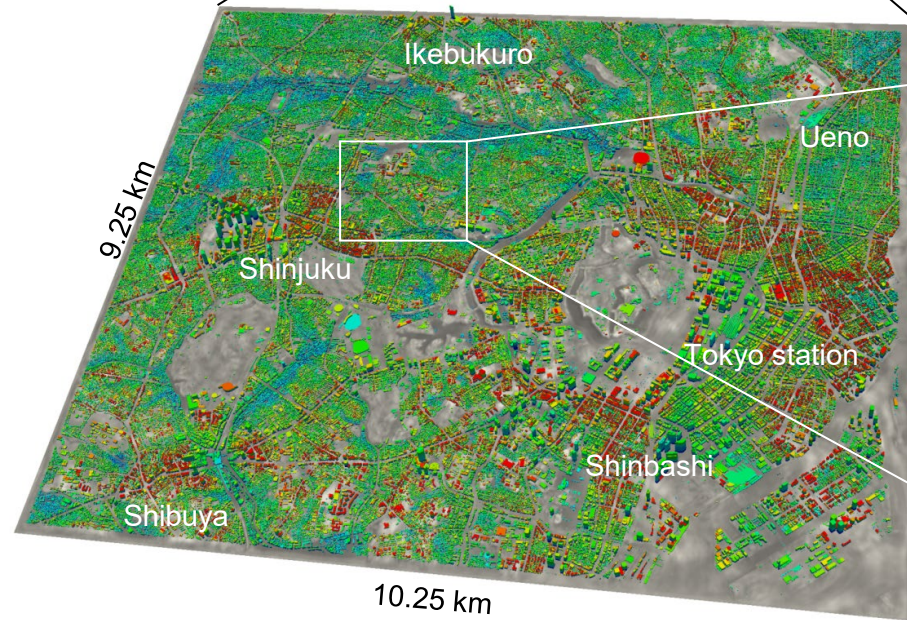 Ikebukuro
Ueno
9.25 km
Shinjuku
Tokyo station
Shinbashi
Shibuya
10.25 km